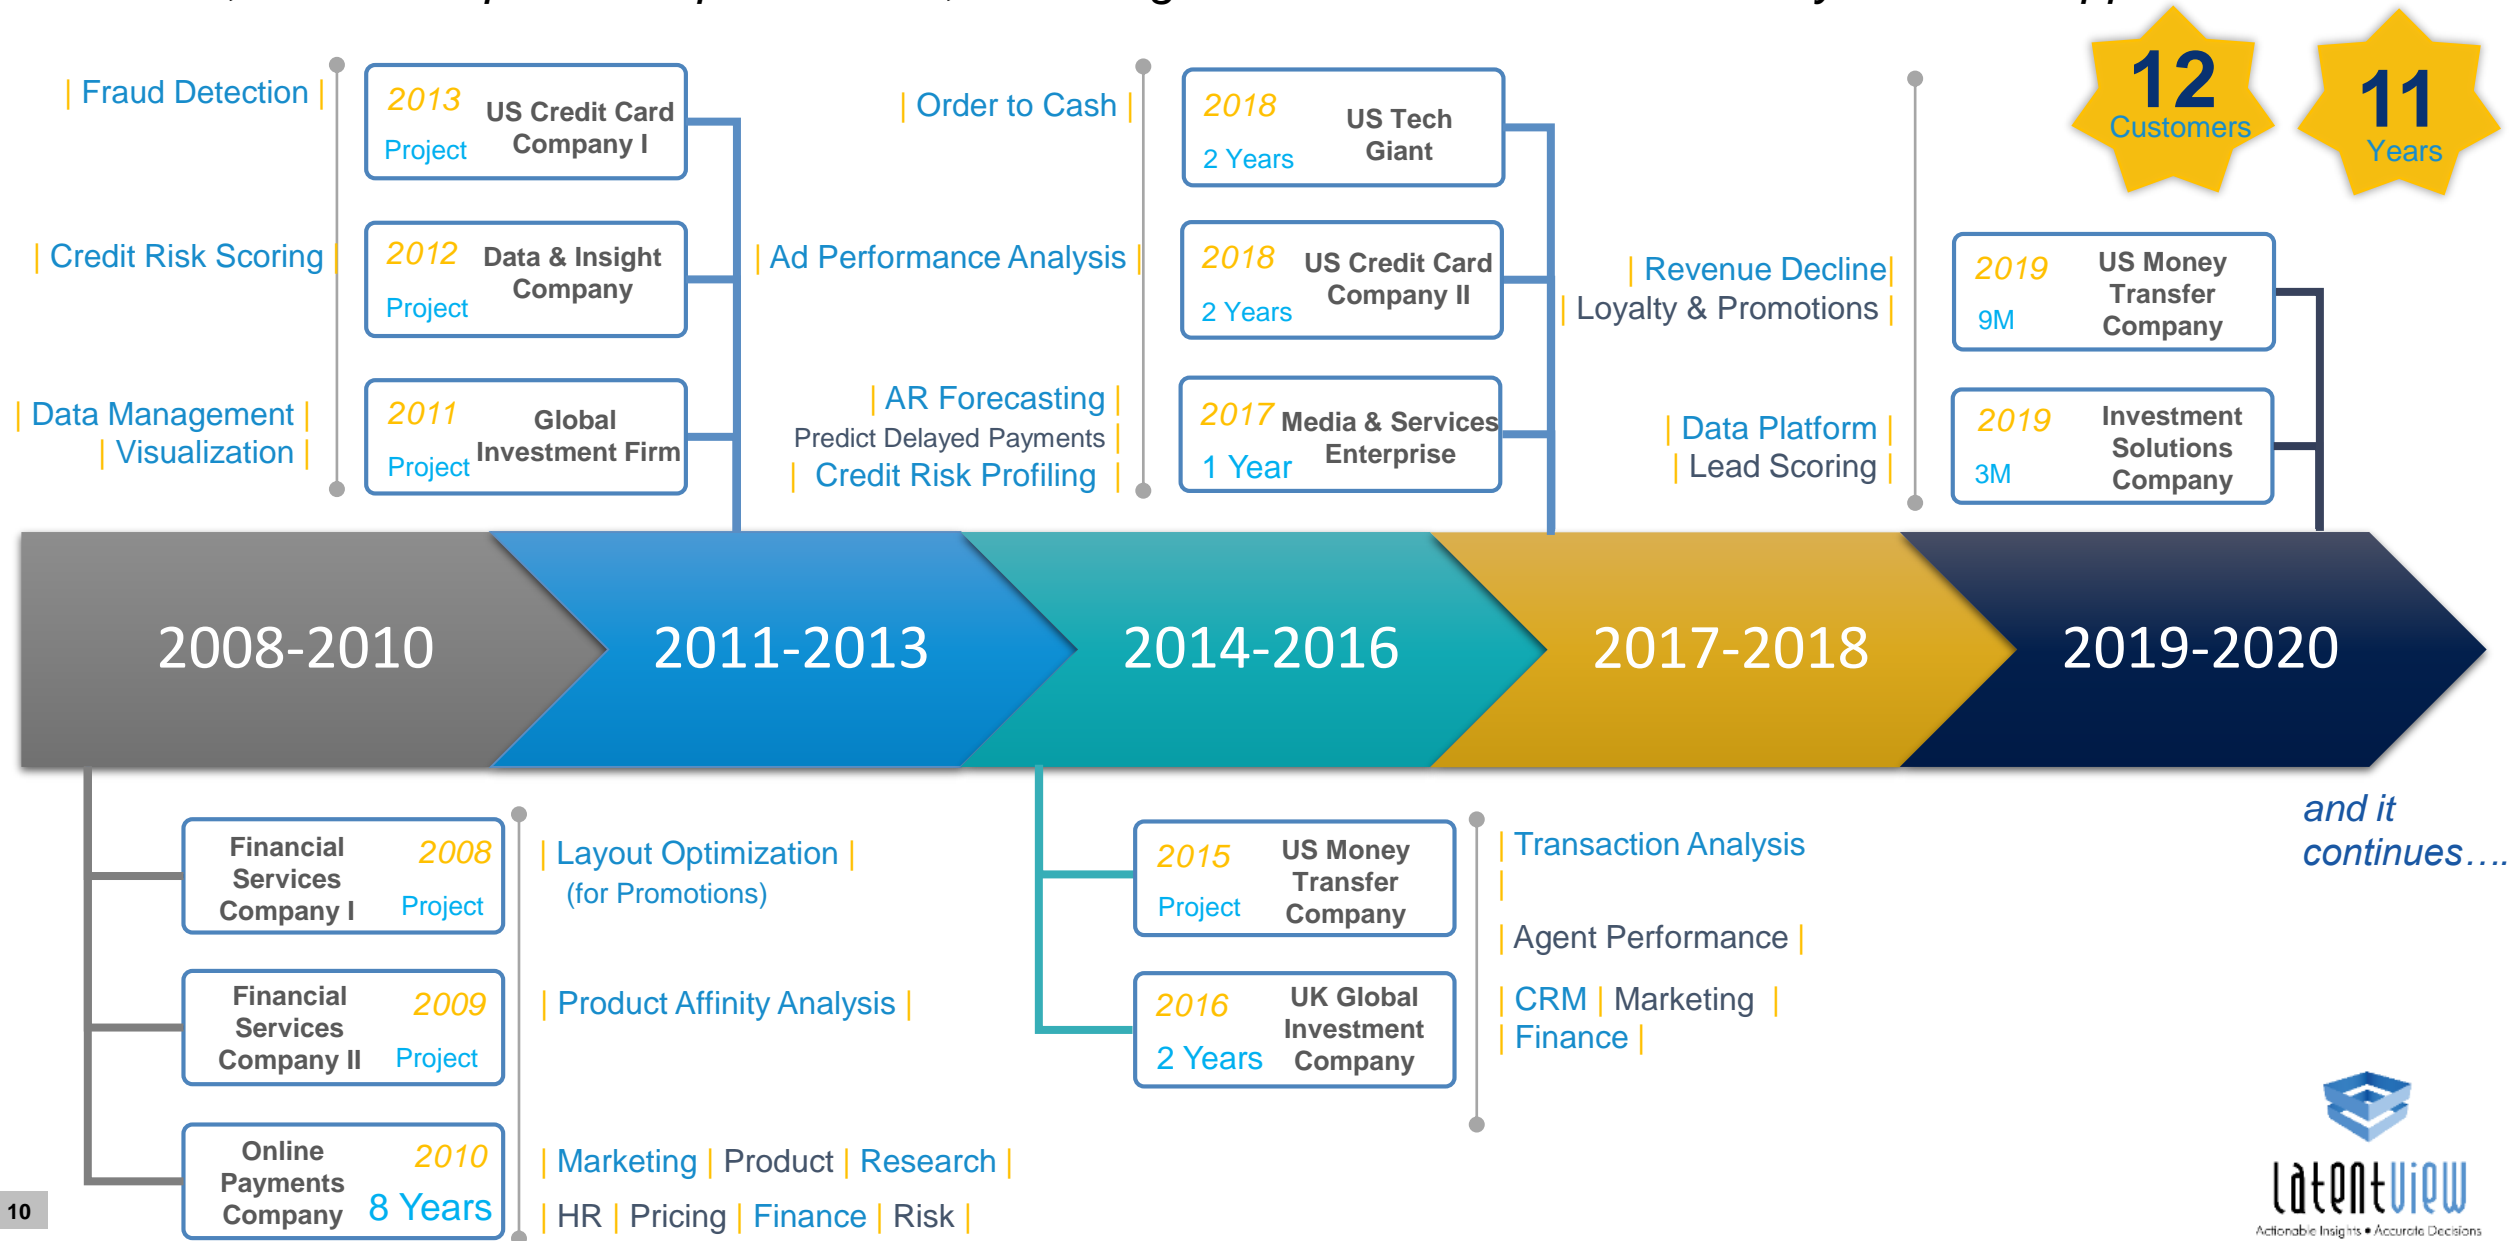 12
Customers
11
Years
| Fraud Detection |
2013
Project
US Credit Card
Company I
| Credit Risk Scoring |
2012
Project
Data & Insight
Company
| Data Management |
| Visualization |
2011
Project
Global
Investment Firm
| Order to Cash |
2018
2 Years
US Tech
Giant
| Ad Performance Analysis |
2018
2 Years
US Credit Card
Company II
| AR Forecasting |
Predict Delayed Payments |
| Credit Risk Profiling |
2017
1 Year
Media & Services
Enterprise
| Revenue Decline|
| Loyalty & Promotions |
2019
9M
US Money
Transfer
Company
| Data Platform |
| Lead Scoring |
2019
3M
Investment
Solutions
Company
2008-2010
2011-2013
2014-2016
2017-2018
2019-2020
and it
continues....
Financial
Services
Company I
2008
Project
| Layout Optimization |
(for Promotions)
Financial
Services
Company II
2009
Project
| Product Affinity Analysis |
Online
Payments
Company
2010
8 Years
| Marketing | Product | Research |
| HR | Pricing | Finance | Risk |
2015
Project
US Money
Transfer
Company
| Transaction Analysis
|
| Agent Performance |
2016
2 Years
UK Global
Investment
Company
| CRM | Marketing |
| Finance |
10
LatentView
Actionable Insights • Accurate Decisions